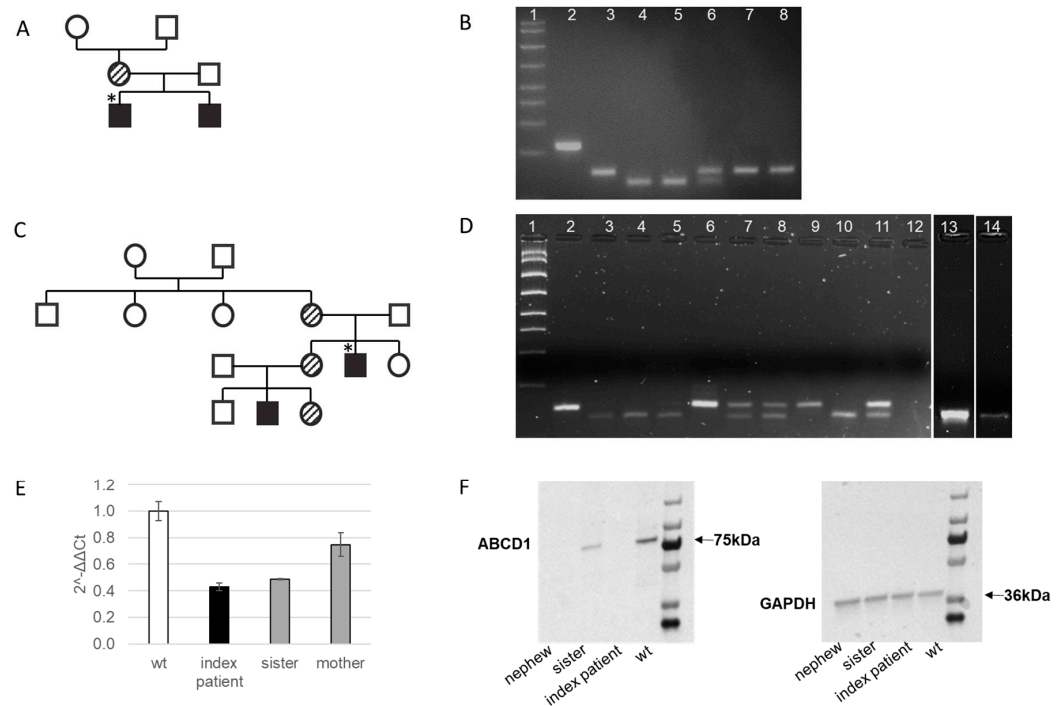 A
*
B
1 2 3 4 5 6 7 8
C
*
D
1 2 3 4 5 6 7 8 9 10 11 12 13 14
E
2^-ΔΔCt
1.2
1.0
0.8
0.6
0.4
0.2
0.0
wt
index
patient
sister
mother
F
ABCD1
75kDa
nephew
sister
index patient
wt
GAPDH
36kDa
nephew
sister
index patient
wt